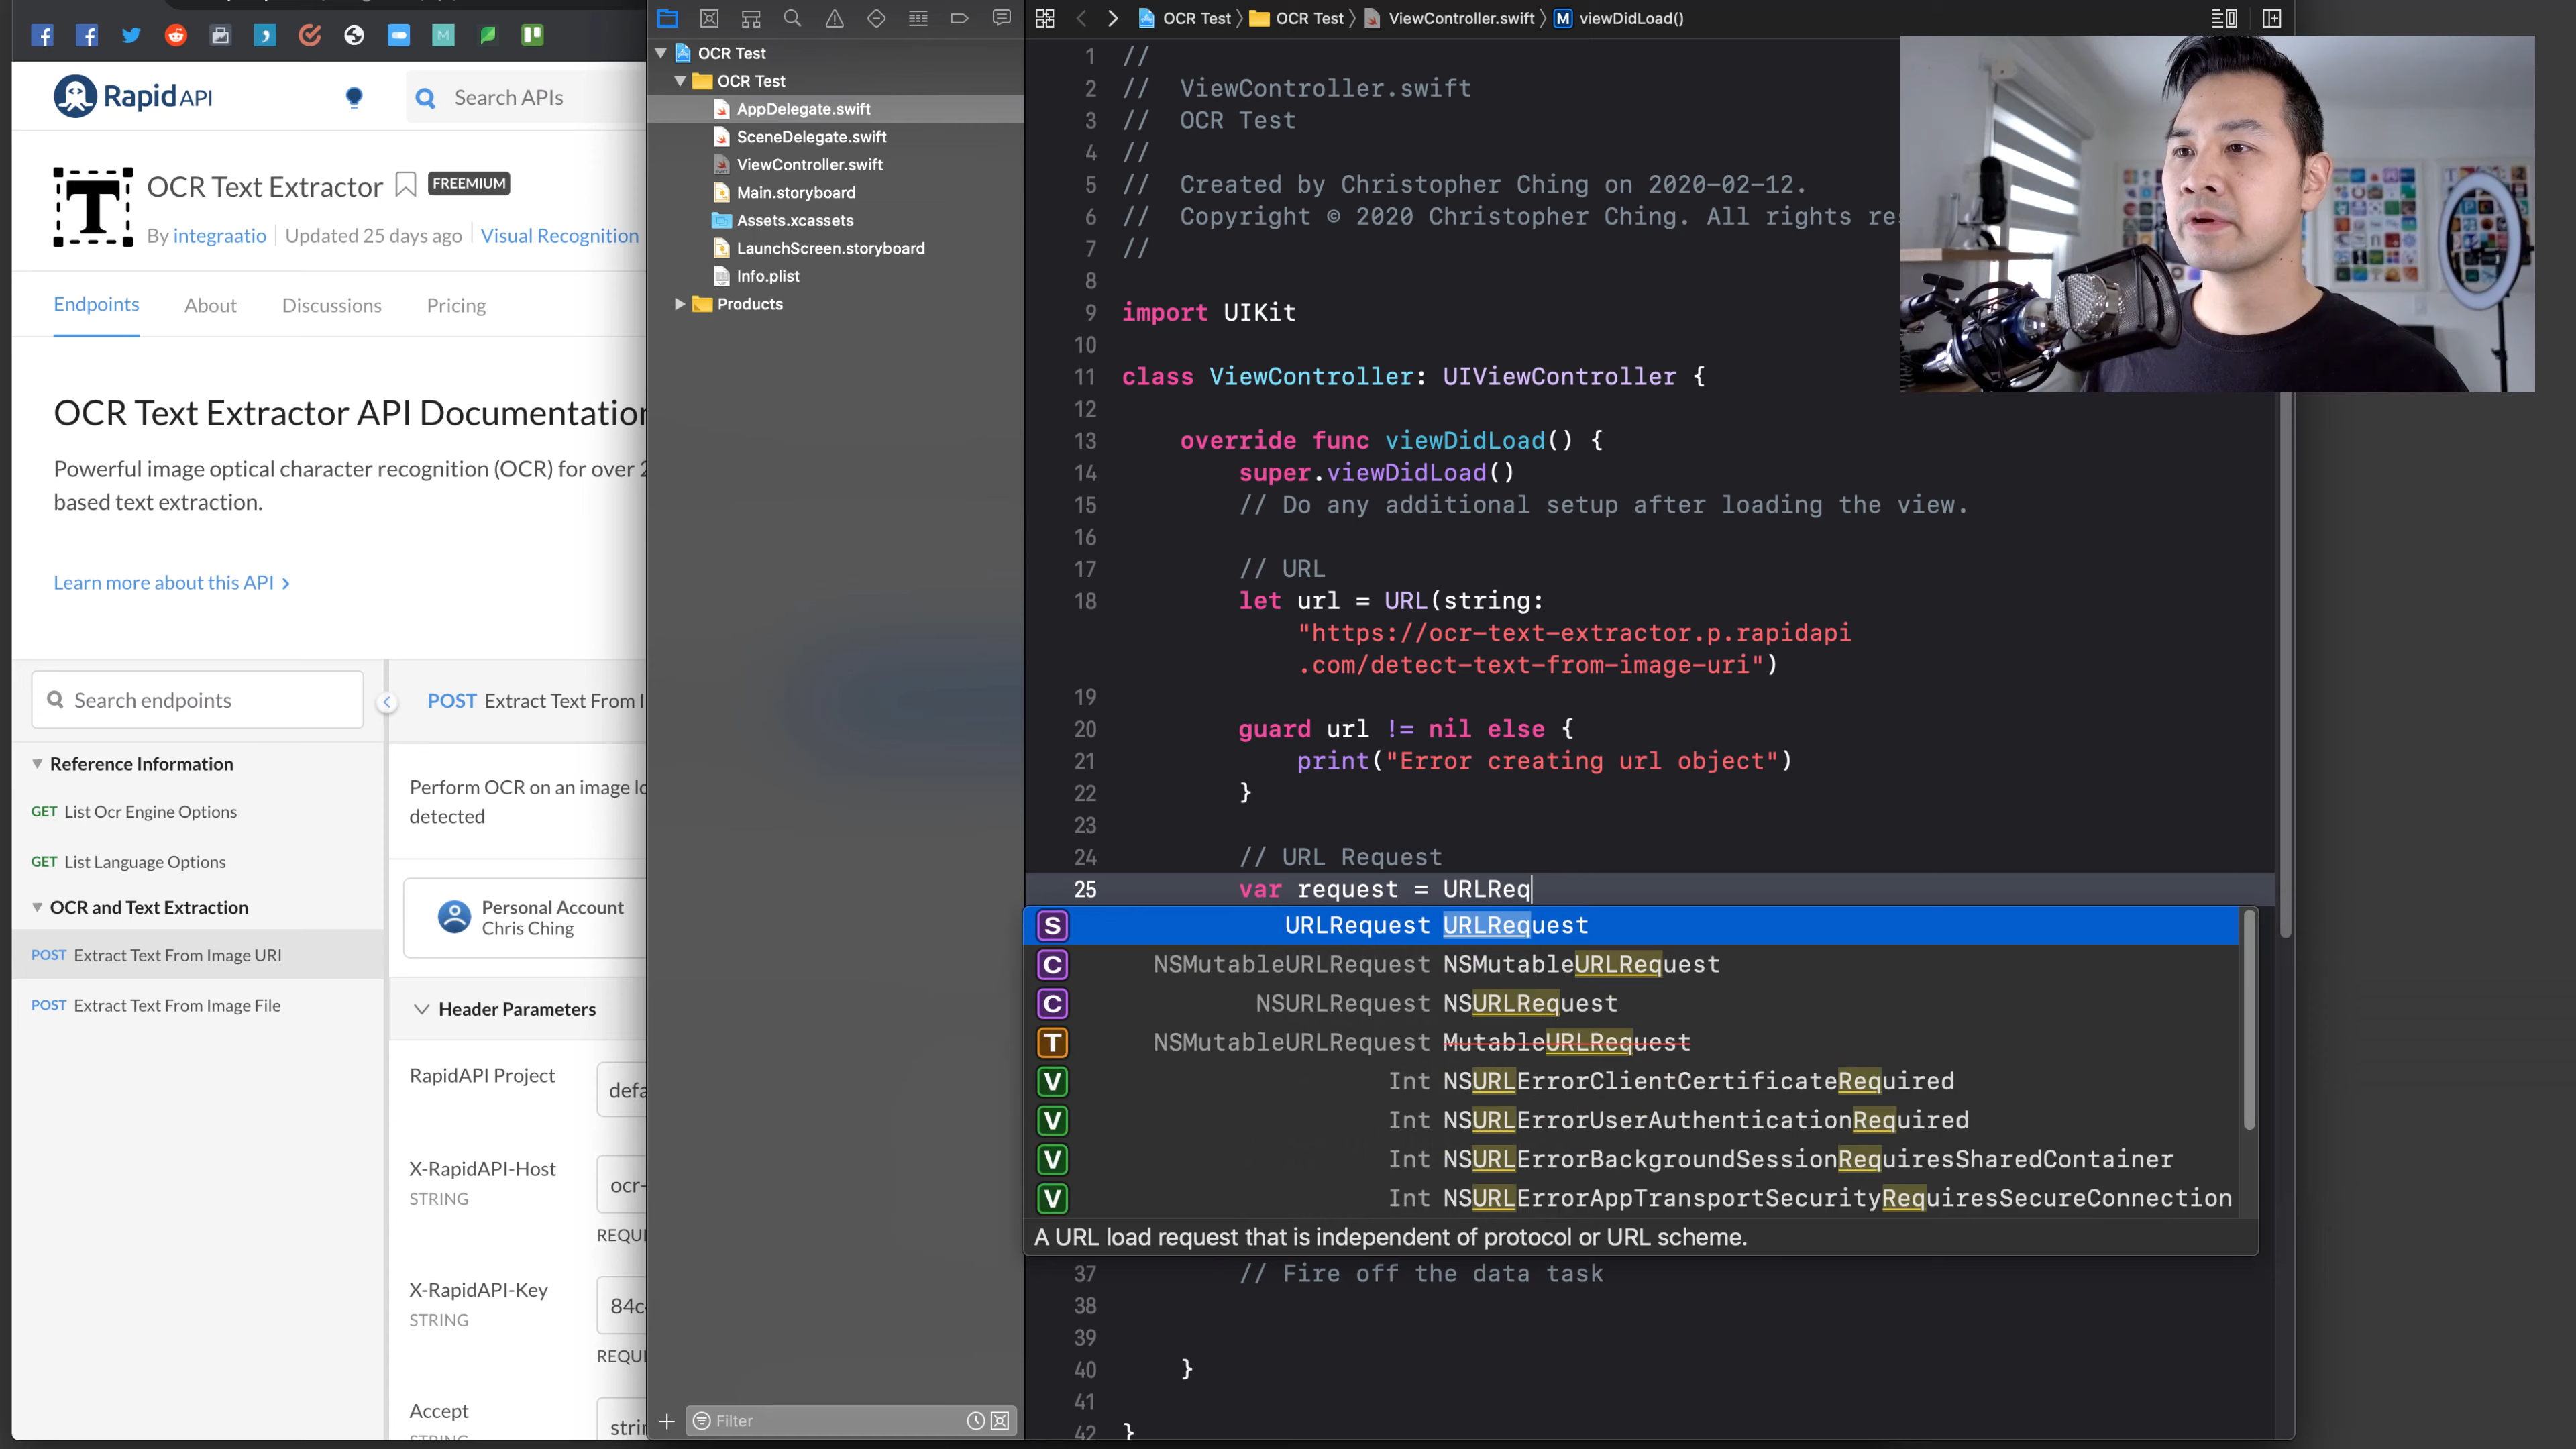 Rapid API
Search APIs
OCR Text Extractor
FREEMIUM
By integraatio
Updated 25 days ago
Visual Recognition
Endpoints
About
Discussions
Pricing
OCR Text Extractor API Documentation
Powerful image optical character recognition (OCR) for over 2
based text extraction.
Learn more about this API >
Search endpoints
Reference Information
GET List Ocr Engine Options
GET List Language Options
OCR and Text Extraction
POST Extract Text From Image URI
POST Extract Text From Image File
POST Extract Text From I
Perform OCR on an image lo
detected
Personal Account
Chris Ching
Header Parameters
RapidAPI Project
defa
X-RapidAPI-Host
STRING
ocr-
REQUI
X-RapidAPI-Key
STRING
84c
REQUI
Accept
STRING
strin
OCR Test
OCR Test
AppDelegate.swift
SceneDelegate.swift
ViewController.swift
Main.storyboard
Assets.xcassets
LaunchScreen.storyboard
Info.plist
Products
Filter
OCR Test > OCR Test > ViewController.swift > M viewDidLoad()
1 //
2 //  ViewController.swift
3 //  OCR Test
4 //
5 //  Created by Christopher Ching on 2020-02-12.
6 //  Copyright © 2020 Christopher Ching. All rights res
7 //
8
9 import UIKit
10
11 class ViewController: UIViewController {
12
13     override func viewDidLoad() {
14         super.viewDidLoad()
15         // Do any additional setup after loading the view.
16
17         // URL
18         let url = URL(string:
"https://ocr-text-extractor.p.rapidapi
.com/detect-text-from-image-uri")
19
20         guard url != nil else {
21             print("Error creating url object")
22         }
23
24         // URL Request
25         var request = URLReq
S URLRequest URLRequest
C NSMutableURLRequest NSMutableURLRequest
C NSURLRequest NSURLRequest
T NSMutableURLRequest MutableURLRequest
V Int NSURLErrorClientCertificateRequired
V Int NSURLErrorUserAuthenticationRequired
V Int NSURLErrorBackgroundSessionRequiresSharedContainer
V Int NSURLErrorAppTransportSecurityRequiresSecureConnection
A URL load request that is independent of protocol or URL scheme.
37         // Fire off the data task
38
39
40     }
41
42 }